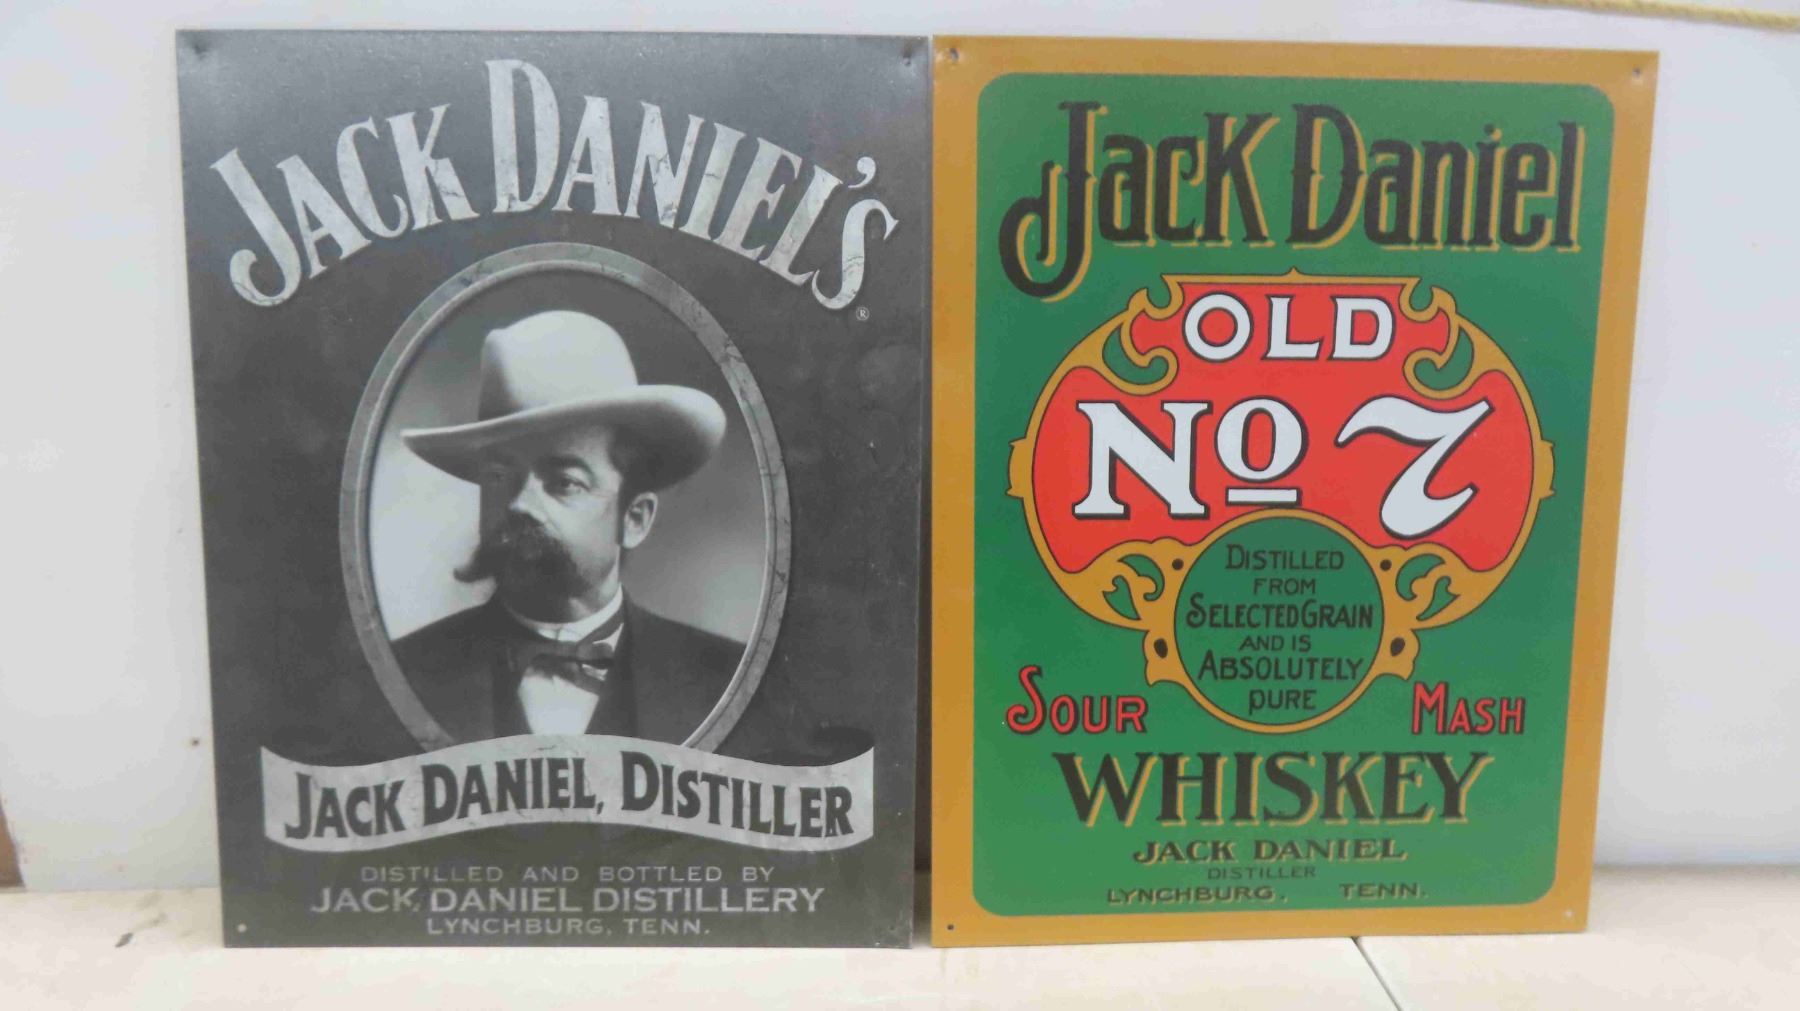 JACK DANIEL'S
®
JACK DANIEL, DISTILLER
DISTILLED AND BOTTLED BY
JACK DANIEL DISTILLERY
LYNCHBURG, TENN.
Jack Daniel
OLD
No 7
DISTILLED
FROM
SELECTED GRAIN
AND IS
ABSOLUTELY
PURE
SOUR MASH
WHISKEY
JACK DANIEL
DISTILLER
LYNCHBURG. TENN.